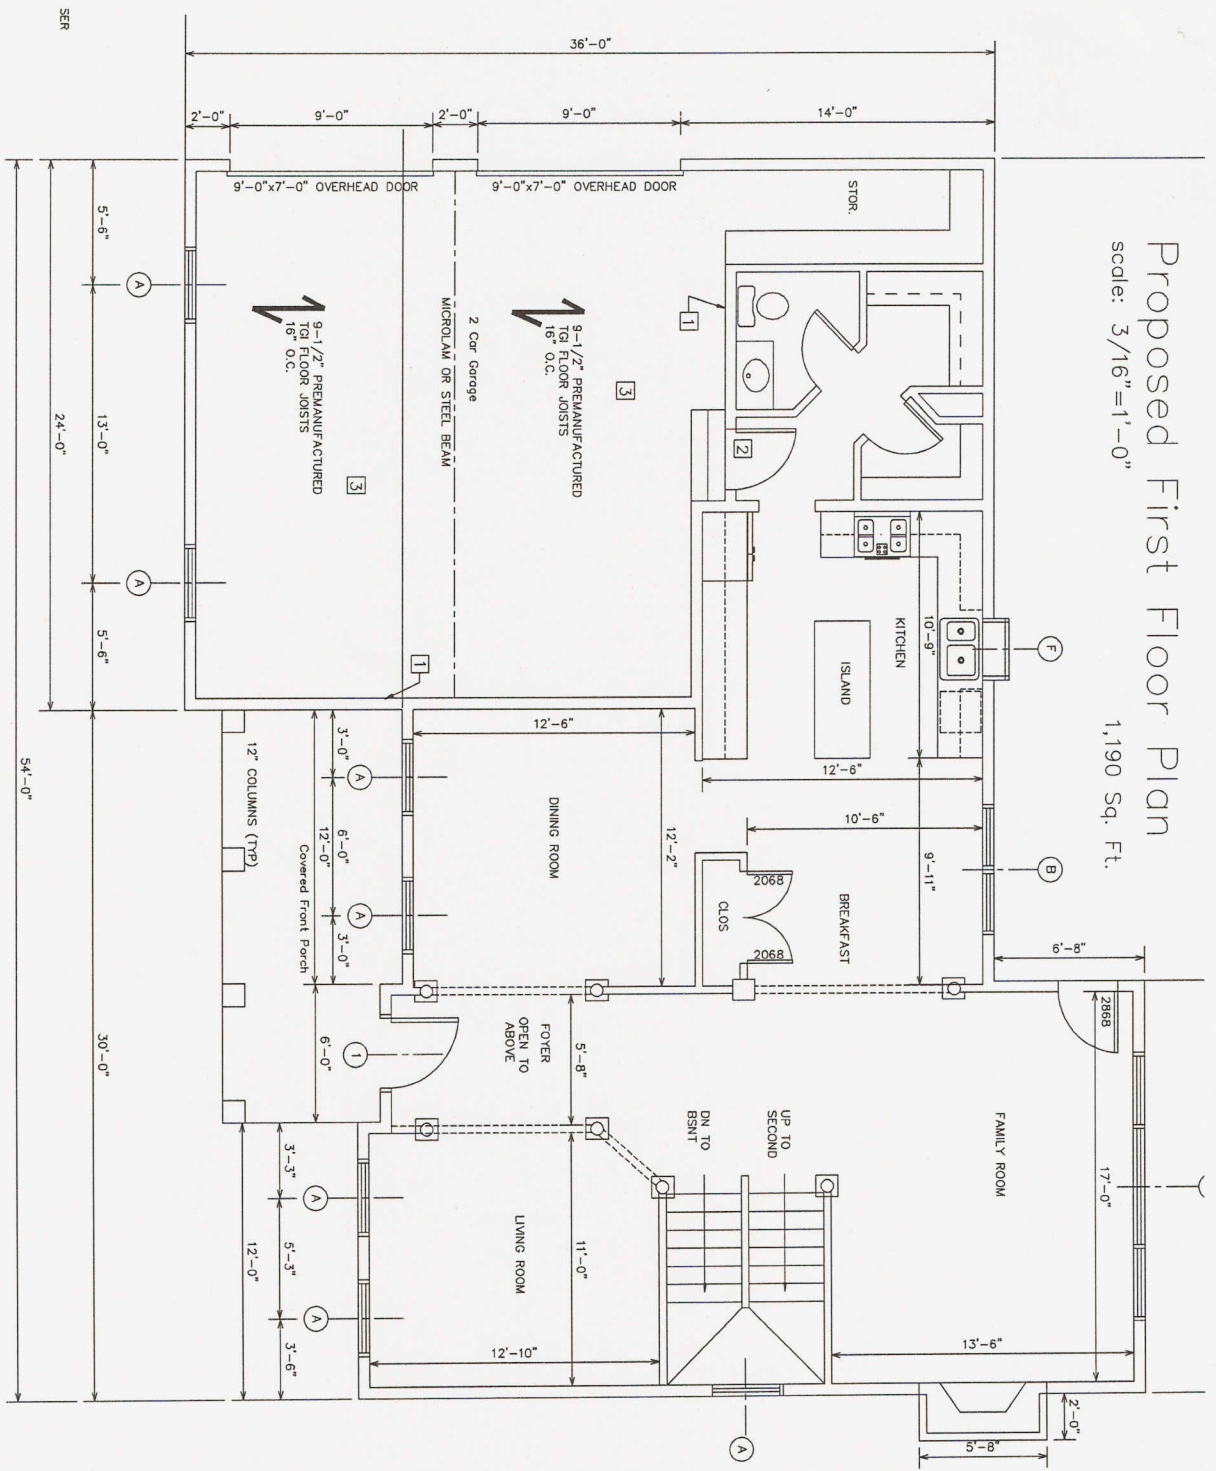 Proposed First Floor Plan
scale: 3/16"=1'-0"
1,190 Sq. Ft.
SER
36'-0"
2'-0"
9'-0"
2'-0"
9'-0"
14'-0"
9'-0"x7'-0" OVERHEAD DOOR
9'-0"x7'-0" OVERHEAD DOOR
STOR.
5'-6"
A
13'-0"
24'-0"
A
5'-6"
54'-0"
30'-0"
9-1/2" PREMANUFACTURED
TGI FLOOR JOISTS
16" O.C.
3
MICROLAM OR STEEL BEAM
2 Car Garage
9-1/2" PREMANUFACTURED
TGI FLOOR JOISTS
16" O.C.
3
1
2
1
KITCHEN
10'-9"
ISLAND
F
12'-6"
12'-6"
10'-6"
9'-11"
B
6'-8"
3'-0"
A
6'-0"
12'-0"
A
3'-0"
12" COLUMNS (TYP)
Covered Front Porch
DINING ROOM
12'-2"
2068
CLOS
2068
BREAKFAST
2868
6'-0"
1
FOYER
OPEN TO
ABOVE
5'-8"
DN TO
BSNT
UP TO
SECOND
FAMILY ROOM
17'-0"
13'-6"
3'-3"
A
5'-3"
12'-0"
A
3'-6"
LIVING ROOM
11'-0"
12'-10"
A
2'-0"
5'-8"